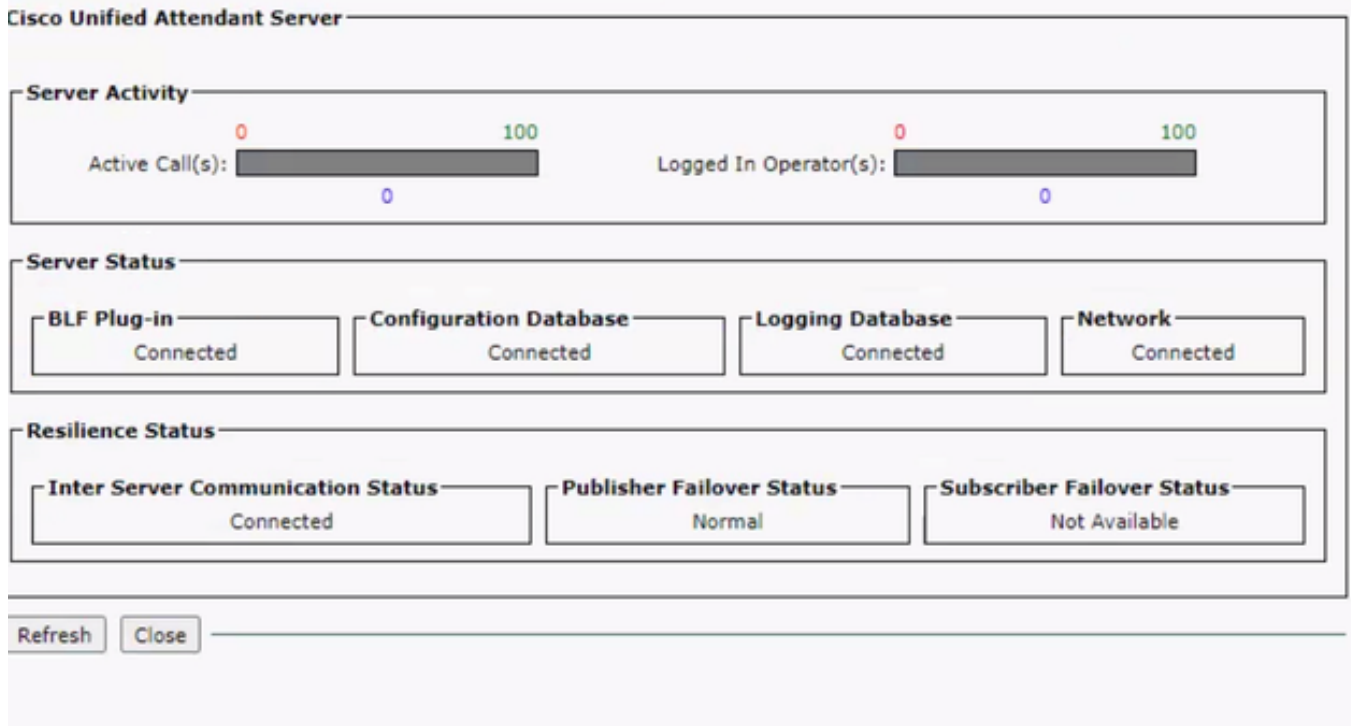 Cisco Unified Attendant Server
Server Activity
0 100 0 100
Active Call(s): Logged In Operator(s):
0 0
Server Status
BLF Plug-in Configuration Database Logging Database Network
Connected Connected Connected Connected
Resilience Status
Inter Server Communication Status Publisher Failover Status Subscriber Failover Status
Connected Normal Not Available
Refresh Close